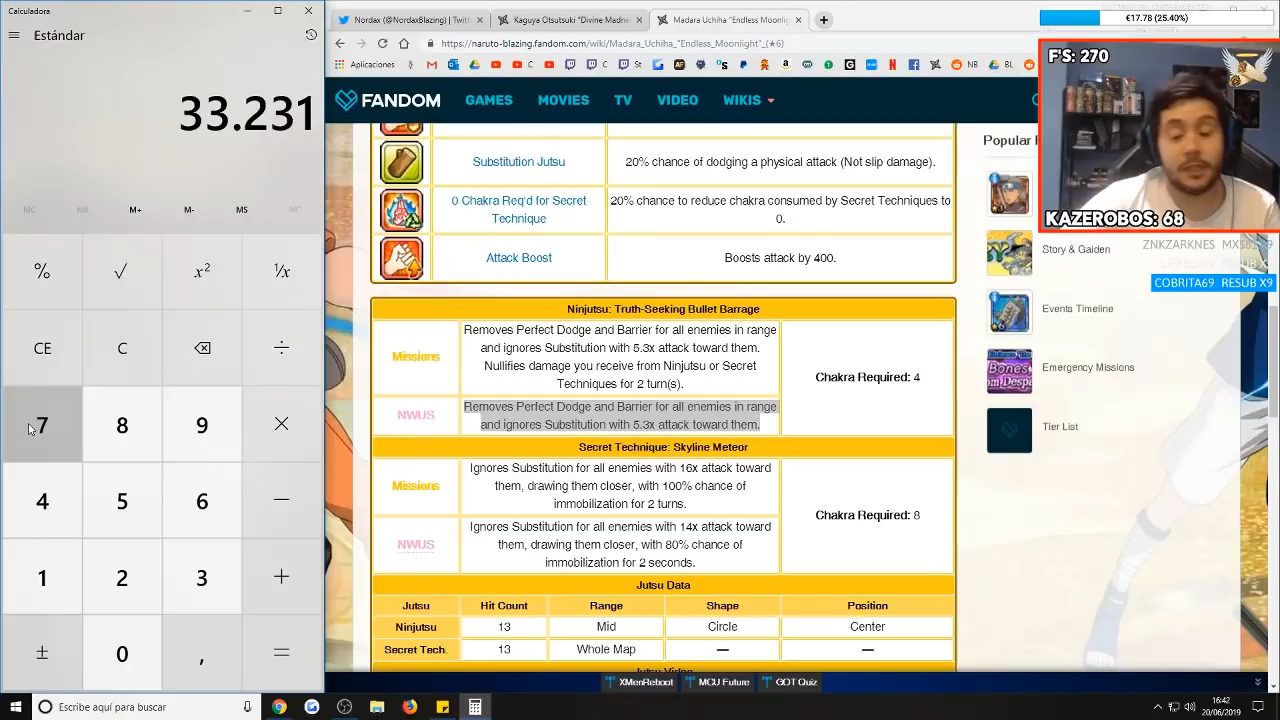 Calculadora
Estándar
33.231
MC
MR
M+
M-
MS
%
√
x²
¹/x
CE
C
÷
7
8
9
×
4
5
6
−
1
2
3
+
±
0
,
=
Nordax (@NordaxBlazing) | Twitt
Kaguya Otsutsuki "Divine Madne
Madara Uchiha "Endless Moonligh
https://naruto-blazing.fandom.com/wiki/Madara_Uchiha_"Endless_Moonlight"_(★6)
FANDOM
GAMES
MOVIES
TV
VIDEO
WIKIS
Substitution Jutsu
20% chance of dodging a physical attack (Not slip damage).
0 Chakra Req'd for Secret
Technique
20% chance to reduce chakra consumed by Secret Techniques to
0.
Attack Boost
Boosts attack by 400.
Ninjutsu: Truth-Seeking Bullet Barrage
Missions
Removes Perfect Dodge and Barrier for all enemies in range
and ignores Substitution with 5.3x attack toward them.
Nullifies damage you receive from Ninjutsu or Secret
Techniques for 2 turn(s).
Chakra Required: 4
NWUS
Removes Perfect Dodge and Barrier for all enemies in range
and ignores Substitution with 5.3x attack toward them.
Secret Technique: Skyline Meteor
Missions
Ignores Substitution for all enemies with 16x attack toward
them, drawing them closer, with 100% chance of
immobilization for 2 turns.
Chakra Required: 8
NWUS
Ignores Substitution for all enemies with 14x attack toward
them, drawing them closer, with 80% chance of
immobilization for 2 seconds.
Jutsu Data
Jutsu
Hit Count
Range
Shape
Position
Ninjutsu
13
Mid
Circle
Center
Secret Tech.
13
Whole Map
—
—
Jutsu Video
XMenReboot
MCU Future
GOT Quiz
Popular
Story & Gaiden
Events Timeline
Emergency Missions
Tier List
€17.78 (25.40%)
F'S: 270
KAZEROBOS: 68
ZNKZARKNES
COBRITA69 RESUB X9
Escribe aquí para buscar
16:42
20/06/2019